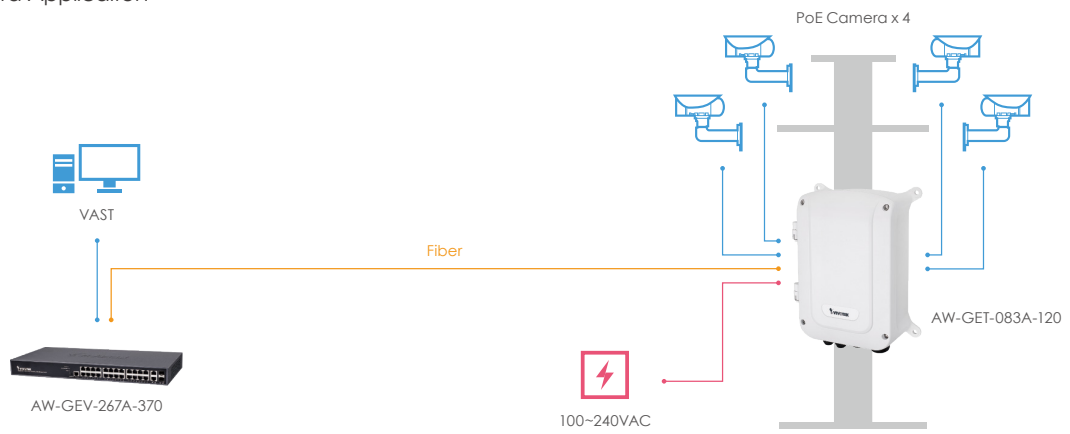 PoE Camera x 4
VAST
Fiber
AW-GET-083A-120
AW-GEV-267A-370
100~240VAC